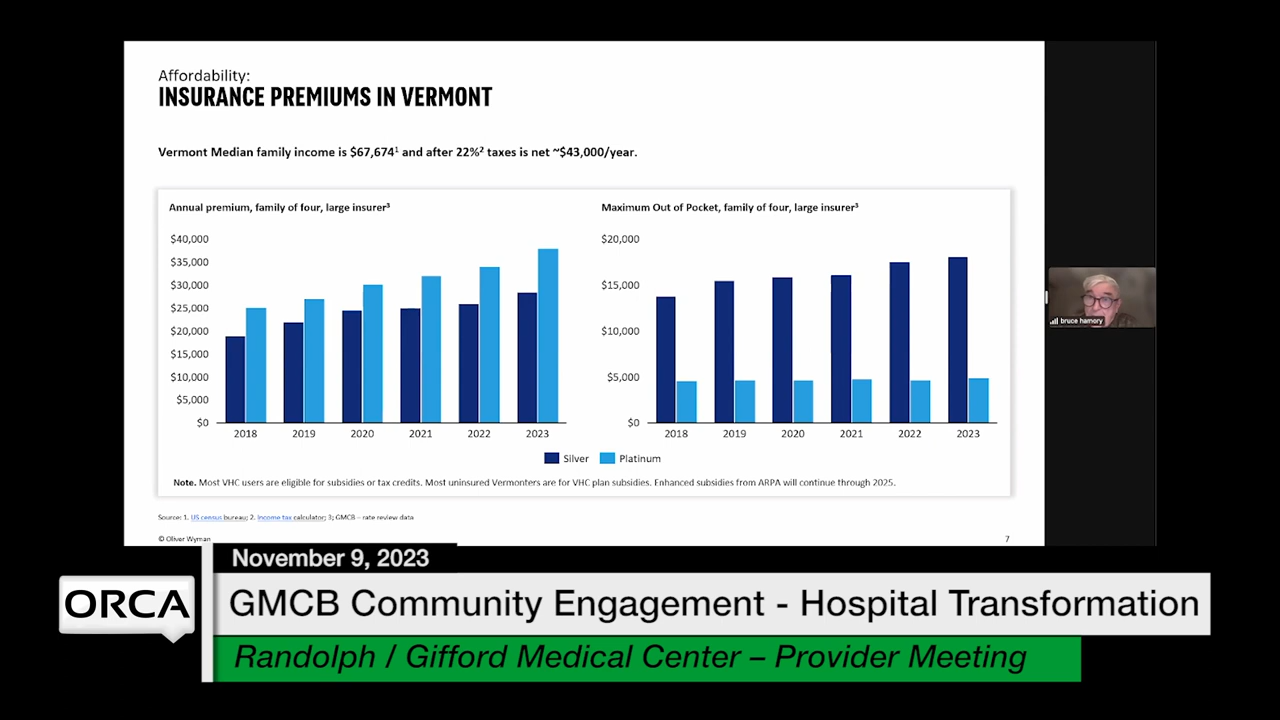 Affordability:
INSURANCE PREMIUMS IN VERMONT
Vermont Median family income is $67,674¹ and after 22%² taxes is net ~$43,000/year.
Annual premium, family of four, large insurer³
$40,000
$35,000
$30,000
$25,000
$20,000
$15,000
$10,000
$5,000
$0
2018 2019 2020 2021 2022 2023
Maximum Out of Pocket, family of four, large insurer³
$20,000
$15,000
$10,000
$5,000
$0
2018 2019 2020 2021 2022 2023
Silver Platinum
Note. Most VHC users are eligible for subsidies or tax credits. Most uninsured Vermonters are for VHC plan subsidies. Enhanced subsidies from ARPA will continue through 2025.
Source: 1. US census bureau; 2. Income tax calculator; 3; GMCB – rate review data
© Oliver Wyman
7
bruce hamory
November 9, 2023
ORCA
GMCB Community Engagement - Hospital Transformation
Randolph / Gifford Medical Center – Provider Meeting